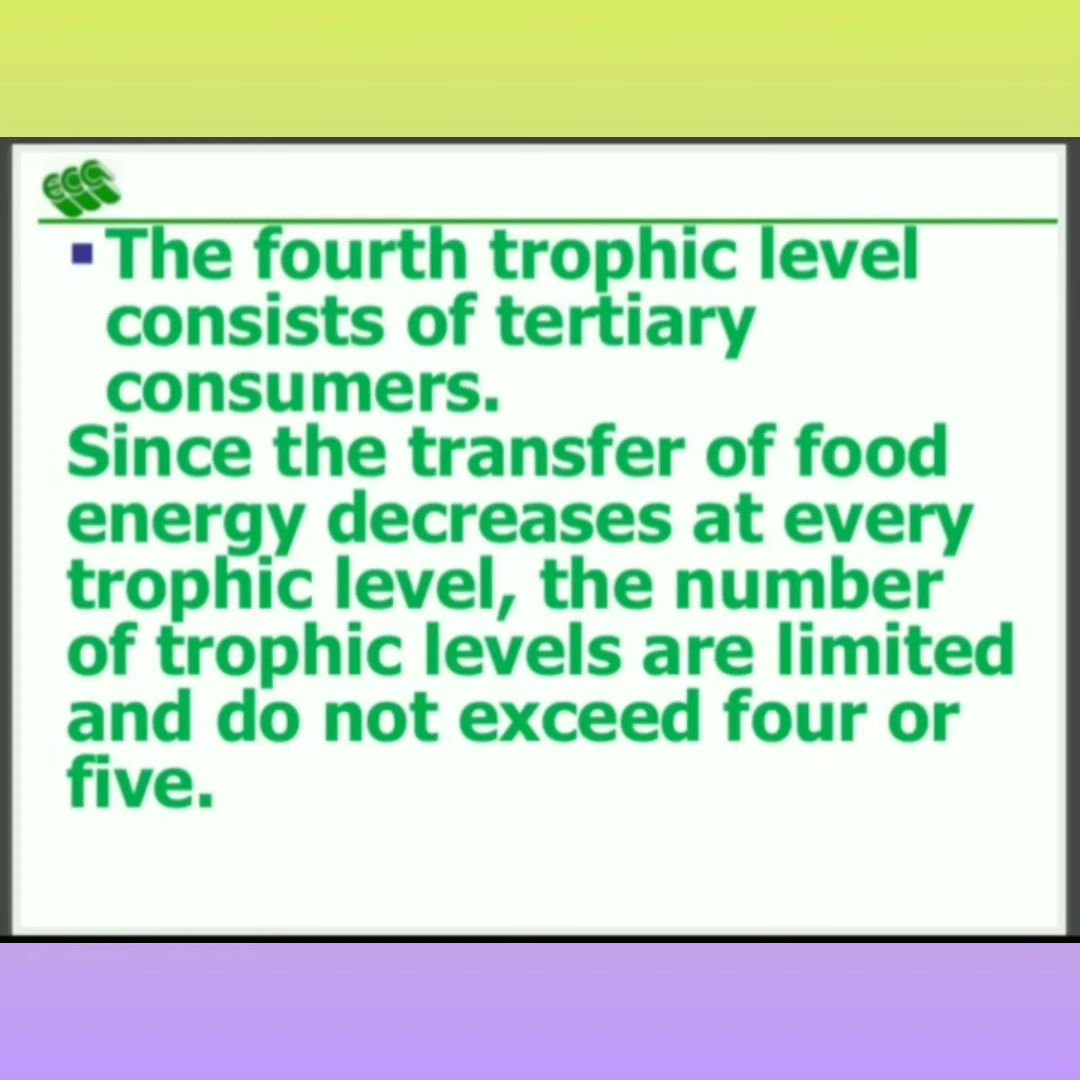 ECC
▪ The fourth trophic level
consists of tertiary
consumers.
Since the transfer of food
energy decreases at every
trophic level, the number
of trophic levels are limited
and do not exceed four or
five.